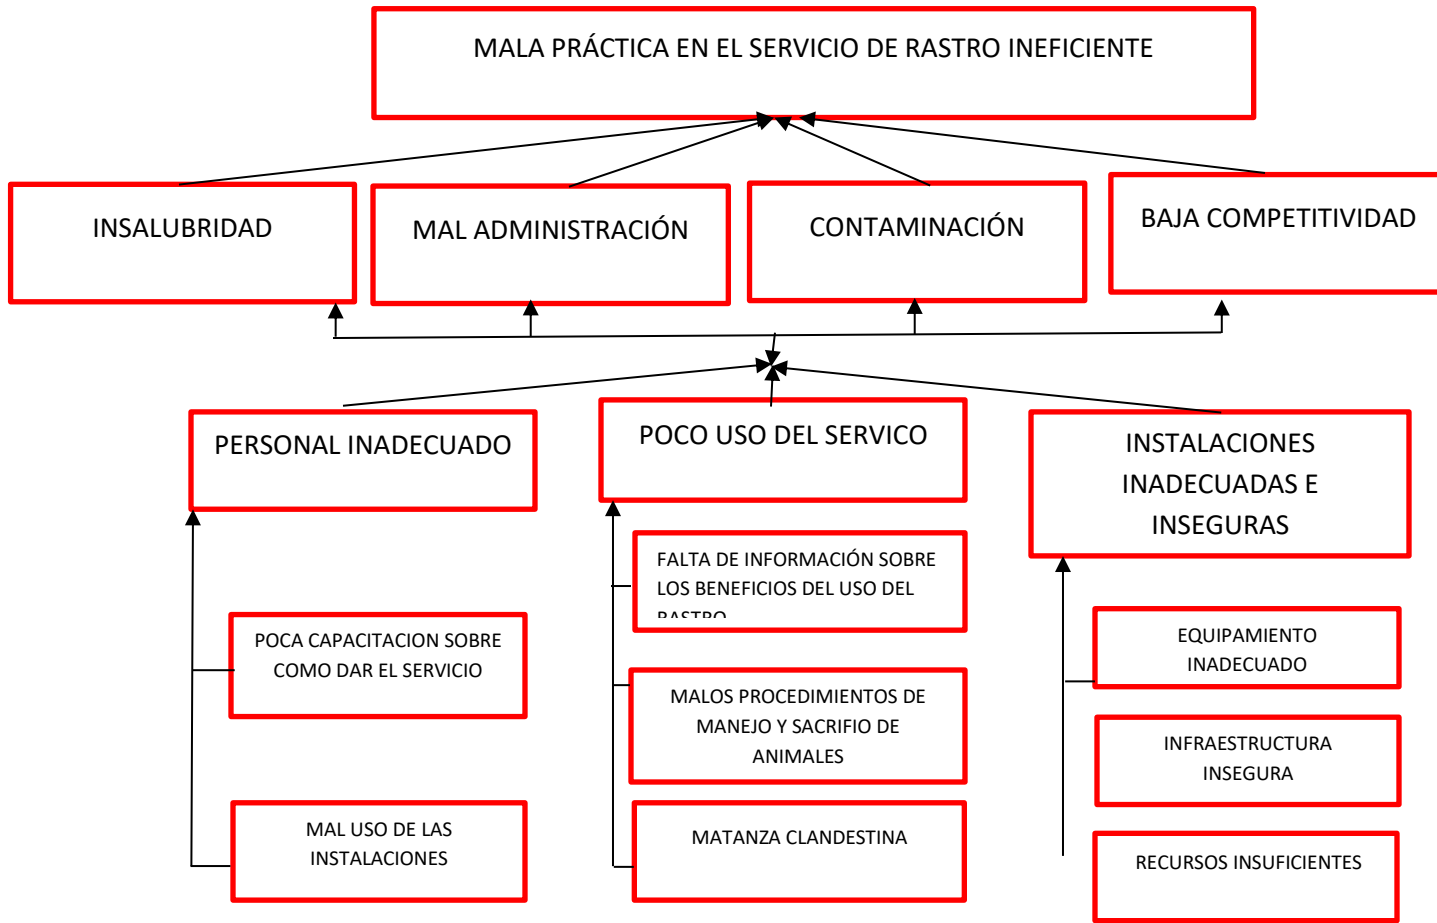 MALA PRÁCTICA EN EL SERVICIO DE RASTRO INEFICIENTE
INSALUBRIDAD
MAL ADMINISTRACIÓN
CONTAMINACIÓN
BAJA COMPETITIVIDAD
PERSONAL INADECUADO
POCO USO DEL SERVICO
INSTALACIONES
INADECUADAS E
INSEGURAS
POCA CAPACITACION SOBRE
COMO DAR EL SERVICIO
MAL USO DE LAS
INSTALACIONES
FALTA DE INFORMACIÓN SOBRE
LOS BENEFICIOS DEL USO DEL
RASTRO
MALOS PROCEDIMIENTOS DE
MANEJO Y SACRIFIO DE
ANIMALES
MATANZA CLANDESTINA
EQUIPAMIENTO
INADECUADO
INFRAESTRUCTURA
INSEGURA
RECURSOS INSUFICIENTES